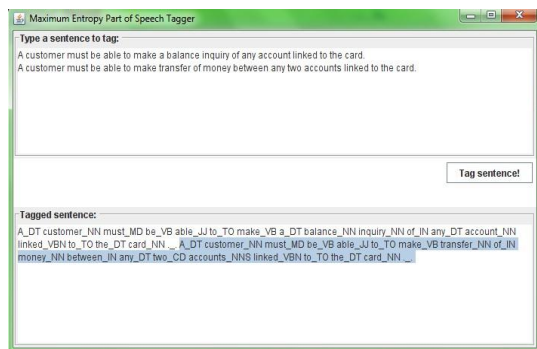 Maximum Entropy Part of Speech Tagger
Type a sentence to tag:
A customer must be able to make a balance inquiry of any account linked to the card.
A customer must be able to make transfer of money between any two accounts linked to the card.
Tag sentence!
Tagged sentence:
A_DT customer_NN must_MD be_VB able_JJ to_TO make_VB a_DT balance_NN inquiry_NN of_IN any_DT account_NN
linked_VBN to_TO the_DT card_NN ._. A_DT customer_NN must_MD be_VB able_JJ to_TO make_VB transfer_NN of_IN
money_NN between_IN any_DT two_CD accounts_NNS linked_VBN to_TO the_DT card_NN ._.